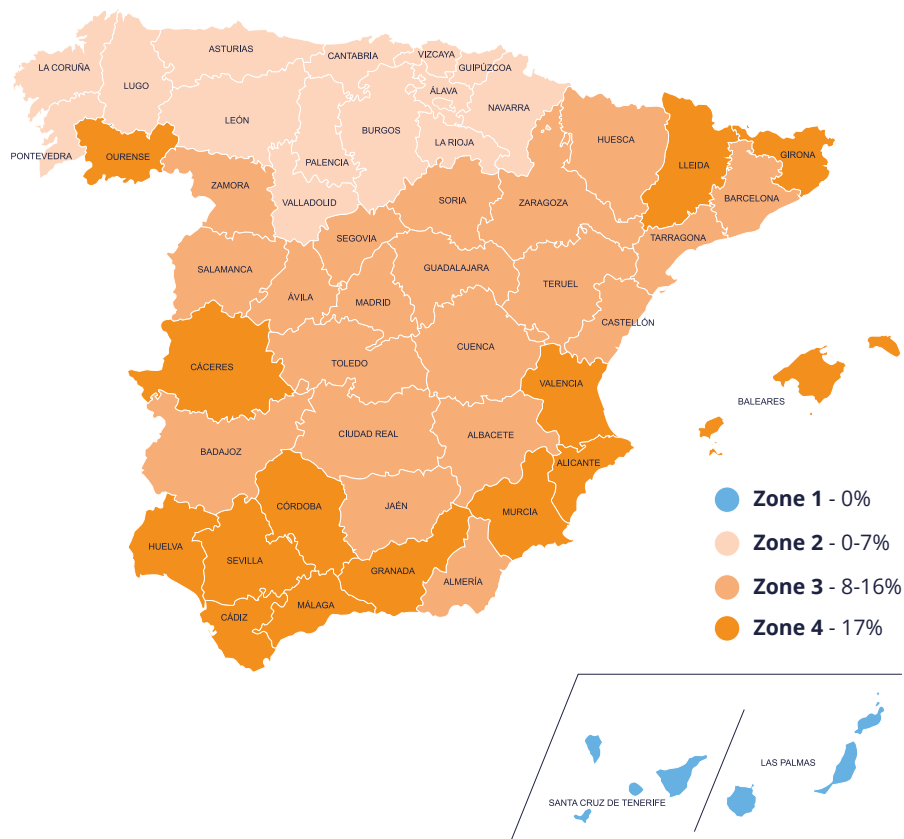 ASTURÍAS
CANTABRIA
VIZCAYA
GUIPÚZCOA
LA CORUÑA
LUGO
ÁLAVA
NAVARRA
LEÓN
BURGOS
LA RIOJA
HUESCA
PONTEVEDRA
OURENSE
PALENCIA
LLEIDA
GIRONA
ZAMORA
VALLADOLID
SORIA
ZARAGOZA
BARCELONA
SEGOVIA
TARRAGONA
SALAMANCA
GUADALAJARA
ÁVILA
MADRID
TERUEL
CASTELLÓN
CÁCERES
TOLEDO
CUENCA
VALENCIA
BALEARES
BADAJOZ
CIUDAD REAL
ALBACETE
ALICANTE
CÓRDOBA
JAÉN
MURCÍA
HUELVA
SEVILLA
GRANADA
ALMERÍA
CÁDIZ
MÁLAGA
Zone 1 - 0%
Zone 2 - 0-7%
Zone 3 - 8-16%
Zone 4 - 17%
LAS PALMAS
SANTA CRUZ DE TENERIFE